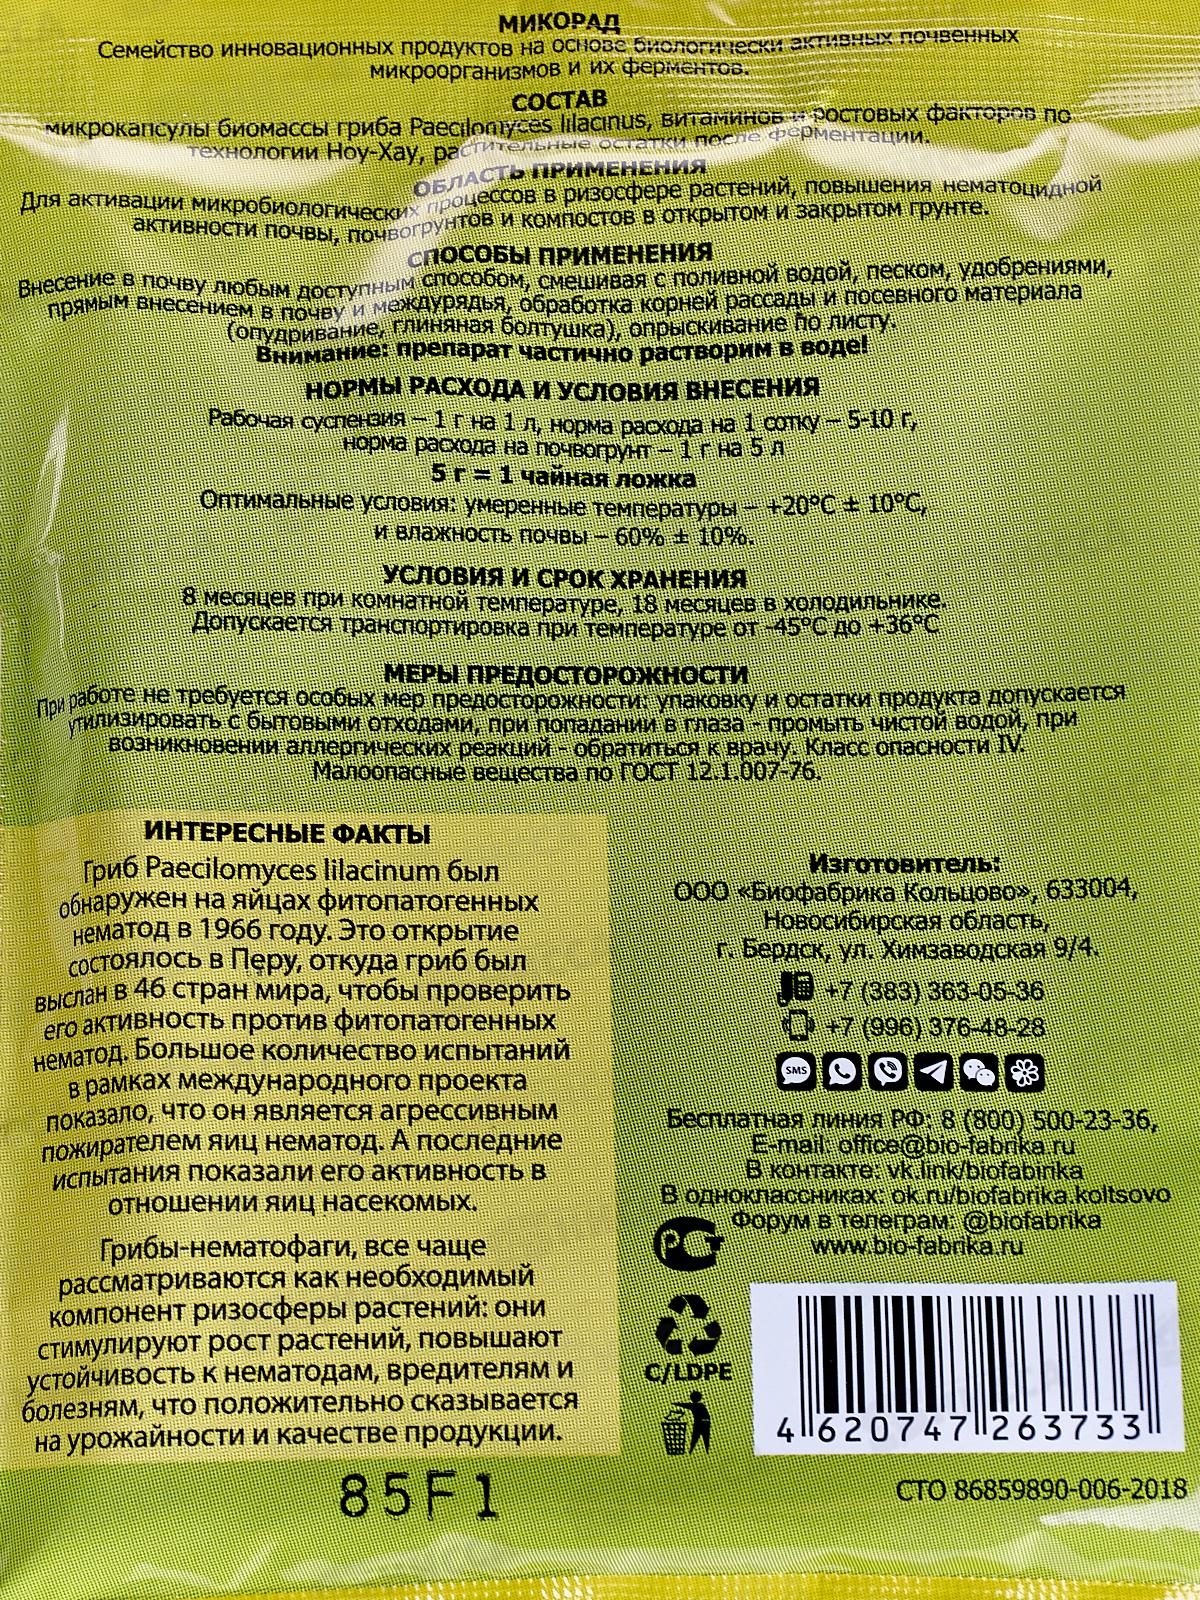 МИКОРАД
Семейство инновационных продуктов на основе биологически активных почвенных
микроорганизмов и их ферментов.
СОСТАВ
микрокапсулы биомассы гриба Paecilomyces lilacinus, витаминов и ростовых факторов по
технологии Ноу-Хау, растительные остатки после ферментации.
ОБЛАСТЬ ПРИМЕНЕНИЯ
Для активации микробиологических процессов в ризосфере растений, повышения нематоцидной
активности почвы, почвогрунтов и компостов в открытом и закрытом грунте.
СПОСОБЫ ПРИМЕНЕНИЯ
Внесение в почву любым доступным способом, смешивая с поливной водой, песком, удобрениями,
прямым внесением в почву и междурядья, обработка корней рассады и посевного материала
(опудривание, глиняная болтушка), опрыскивание по листу.
Внимание: препарат частично растворим в воде!
НОРМЫ РАСХОДА И УСЛОВИЯ ВНЕСЕНИЯ
Рабочая суспензия – 1 г на 1 л, норма расхода на 1 сотку – 5-10 г,
норма расхода на почвогрунт – 1 г на 5 л
5 г = 1 чайная ложка
Оптимальные условия: умеренные температуры – +20°C ± 10°C,
и влажность почвы – 60% ± 10%.
УСЛОВИЯ И СРОК ХРАНЕНИЯ
8 месяцев при комнатной температуре, 18 месяцев в холодильнике.
Допускается транспортировка при температуре от -45°C до +36°C
МЕРЫ ПРЕДОСТОРОЖНОСТИ
При работе не требуется особых мер предосторожности: упаковку и остатки продукта допускается
утилизировать с бытовыми отходами, при попадании в глаза - промыть чистой водой, при
возникновении аллергических реакций - обратиться к врачу. Класс опасности IV.
Малоопасные вещества по ГОСТ 12.1.007-76.
ИНТЕРЕСНЫЕ ФАКТЫ
Гриб Paecilomyces lilacinum был
обнаружен на яйцах фитопатогенных
нематод в 1966 году. Это открытие
состоялось в Перу, откуда гриб был
выслан в 46 стран мира, чтобы проверить
его активность против фитопатогенных
нематод. Большое количество испытаний
в рамках международного проекта
показало, что он является агрессивным
пожирателем яиц нематод. А последние
испытания показали его активность в
отношении яиц насекомых.
Грибы-нематофаги, все чаще
рассматриваются как необходимый
компонент ризосферы растений: они
стимулируют рост растений, повышают
устойчивость к нематодам, вредителям и
болезням, что положительно сказывается
на урожайности и качестве продукции.
Изготовитель:
ООО «Биофабрика Кольцово», 633004,
Новосибирская область,
г. Бердск, ул. Химзаводская 9/4.
+7 (383) 363-05-36
+7 (996) 376-48-28
SMS
Бесплатная линия РФ: 8 (800) 500-23-36,
E-mail: office@bio-fabrika.ru
В контакте: vk.link/biofabirika
В одноклассниках: ok.ru/biofabrika.koltsovo
Форум в телеграм: @biofabrika
www.bio-fabrika.ru
РСТ
C/LDPE
4 620747 263733
85F1
СТО 86859890-006-2018